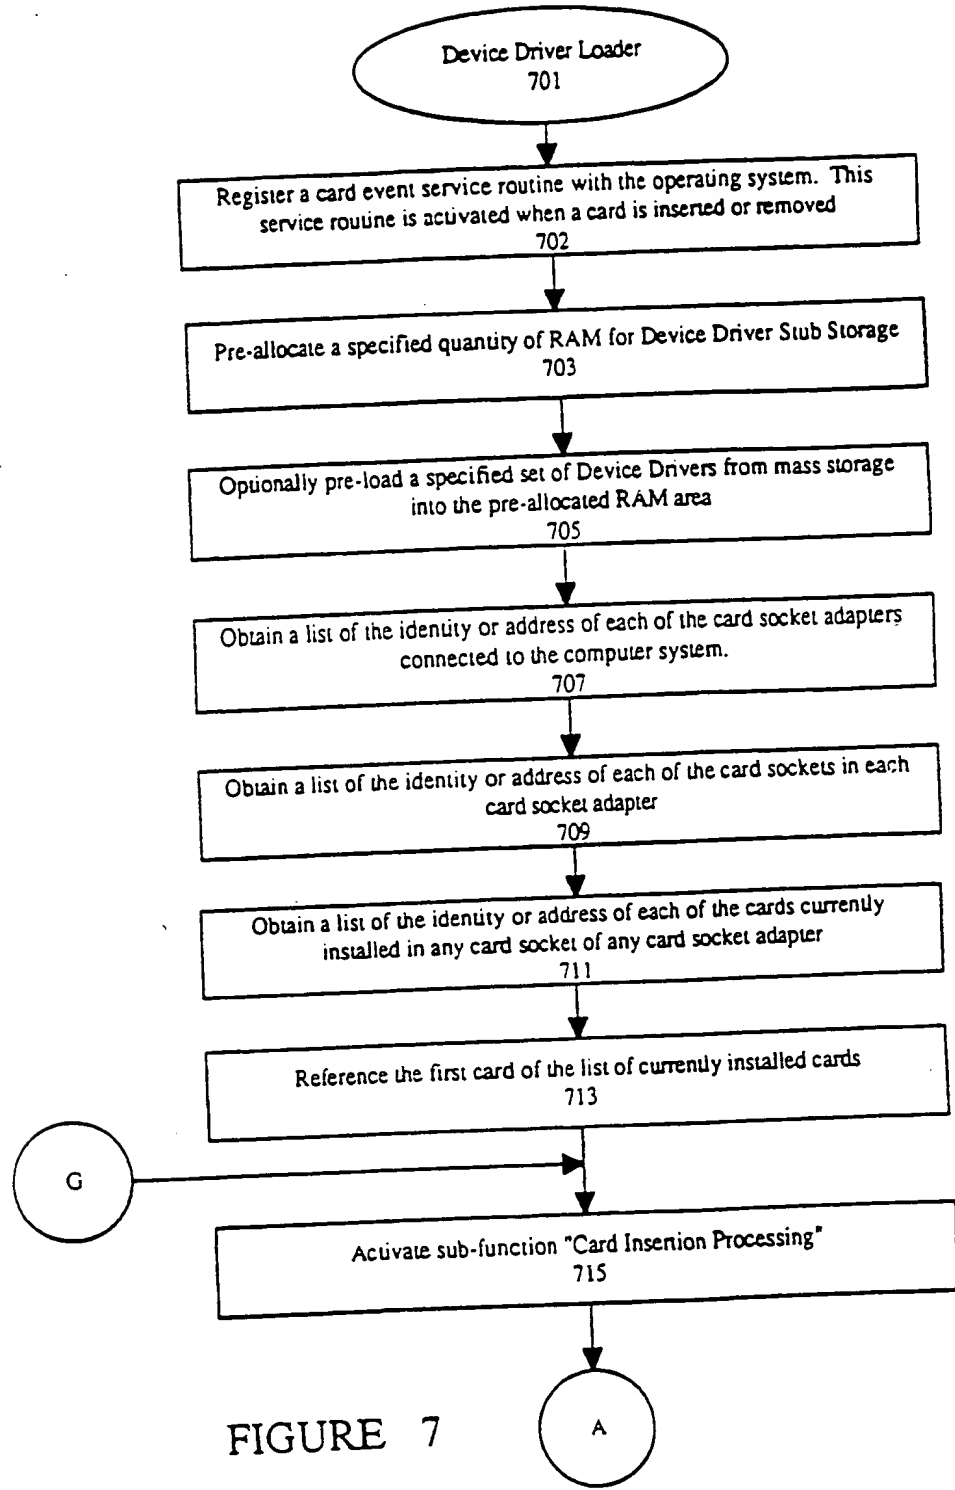 Device Driver Loader
701
Register a card event service routine with the operating system. This
service routine is activated when a card is inserted or removed
702
Pre-allocate a specified quantity of RAM for Device Driver Stub Storage
703
Optionally pre-load a specified set of Device Drivers from mass storage
into the pre-allocated RAM area
705
Obtain a list of the identity or address of each of the card socket adapters
connected to the computer system.
707
Obtain a list of the identity or address of each of the card sockets in each
card socket adapter
709
Obtain a list of the identity or address of each of the cards currently
installed in any card socket of any card socket adapter
711
Reference the first card of the list of currently installed cards
713
G
Activate sub-function "Card Insertion Processing"
715
A
FIGURE 7